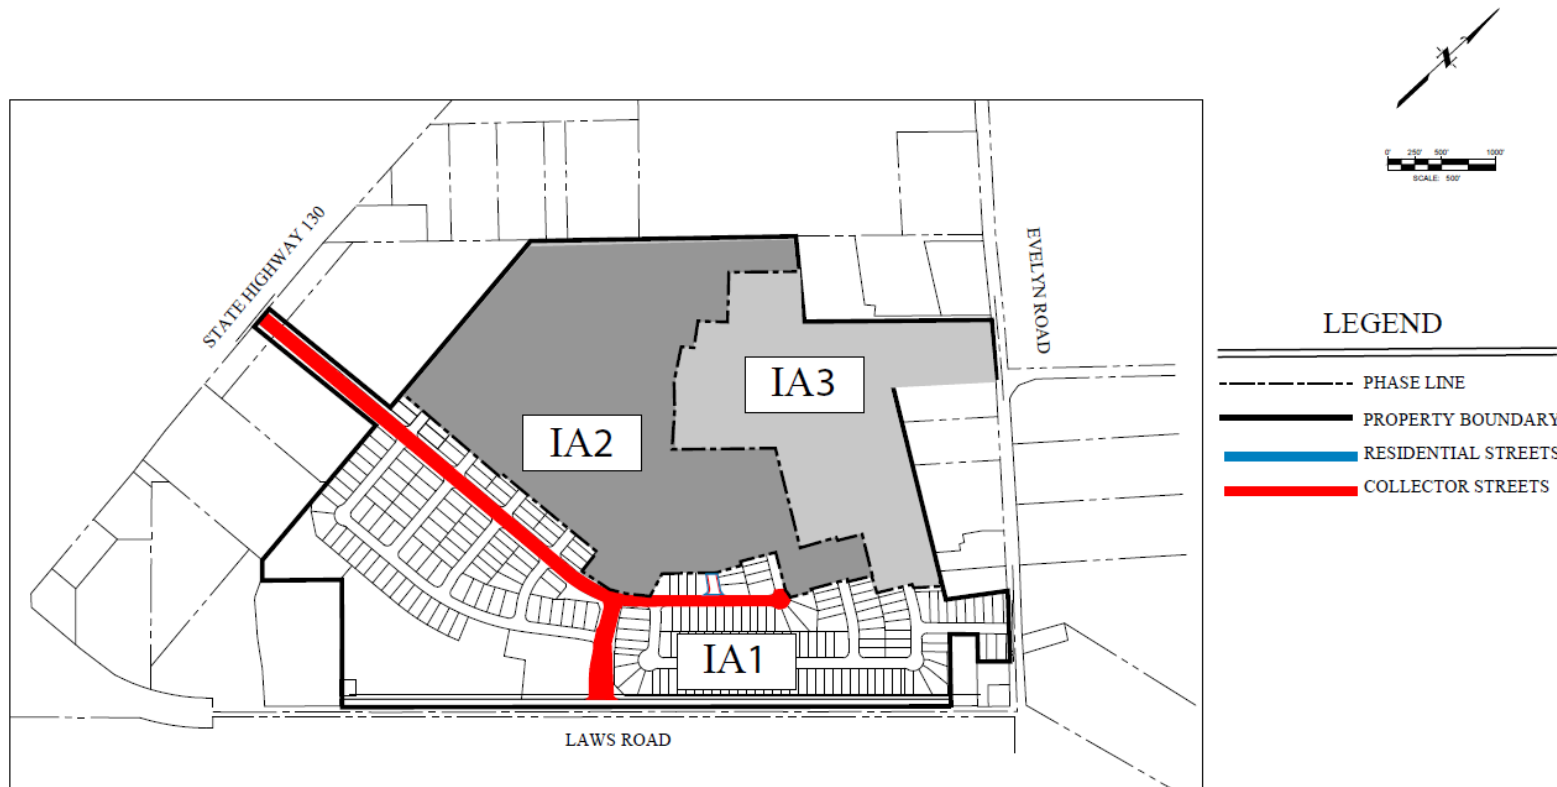 0' 250' 500' 1000'
SCALE: 500'
STATE HIGHWAY 130
EVELYN ROAD
LEGEND
PHASE LINE
PROPERTY BOUNDARY
RESIDENTIAL STREETS
COLLECTOR STREETS
IA3
IA2
IA1
LAWS ROAD